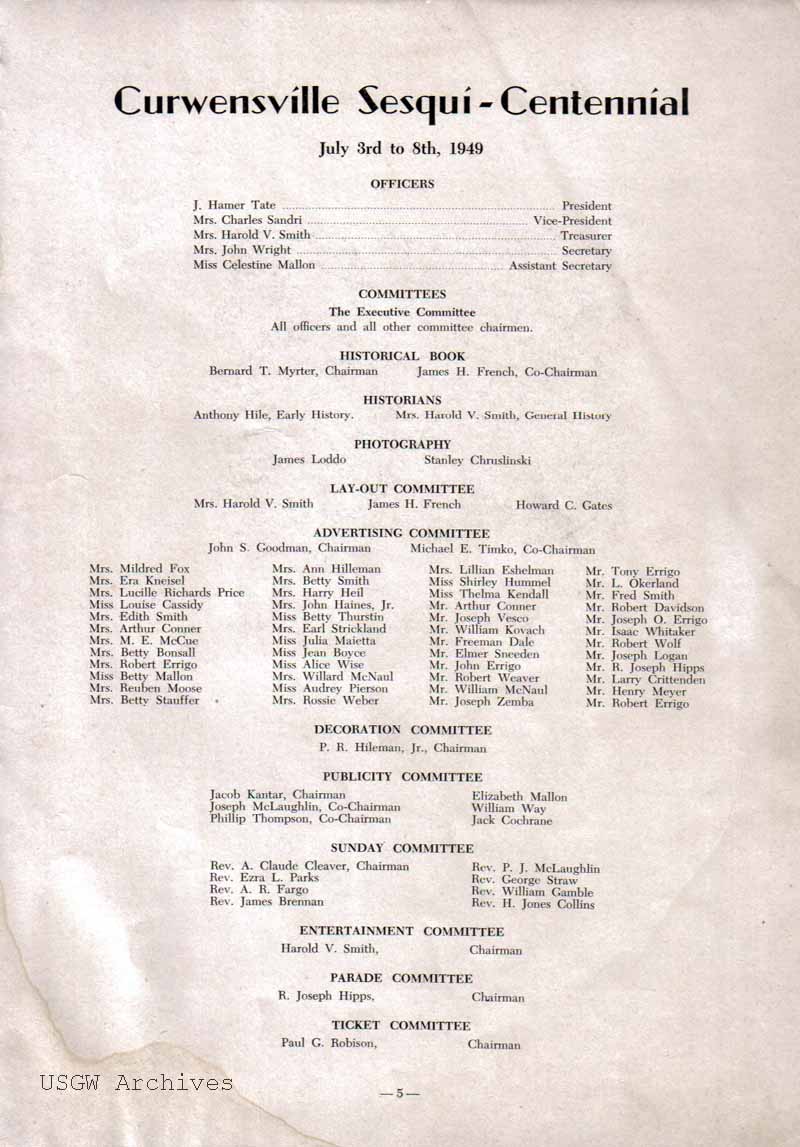 Curwensville Sesqui-Centennial
July 3rd to 8th, 1949
OFFICERS
J. Hamer Tate ........ President
Mrs. Charles Sandri ........ Vice-President
Mrs. Harold V. Smith ........ Treasurer
Mrs. John Wright ........ Secretary
Miss Celestine Mallon ........ Assistant Secretary
COMMITTEES
The Executive Committee
All officers and all other committee chairmen.
HISTORICAL BOOK
Bernard T. Myrter, Chairman James H. French, Co-Chairman
HISTORIANS
Anthony Hile, Early History. Mrs. Harold V. Smith, General History
PHOTOGRAPHY
James Loddo Stanley Chruslinski
LAY-OUT COMMITTEE
Mrs. Harold V. Smith James H. French Howard C. Gates
ADVERTISING COMMITTEE
John S. Goodman, Chairman Michael E. Timko, Co-Chairman
Mrs. Mildred Fox
Mrs. Era Kneisel
Mrs. Lucille Richards Price
Miss Louise Cassidy
Mrs. Edith Smith
Mrs. Arthur Conner
Mrs. M. E. McCue
Mrs. Betty Bonsall
Mrs. Robert Errigo
Miss Betty Mallon
Mrs. Reuben Moose
Mrs. Betty Stauffer
Mrs. Ann Hilleman
Mrs. Betty Smith
Mrs. Harry Heil
Mrs. John Haines, Jr.
Miss Betty Thurstin
Mrs. Earl Strickland
Miss Julia Maietta
Miss Jean Boyce
Miss Alice Wise
Mrs. Willard McNaul
Miss Audrey Pierson
Mrs. Rossie Weber
Mrs. Lillian Eshelman
Miss Shirley Hummel
Miss Thelma Kendall
Mr. Arthur Conner
Mr. Joseph Vesco
Mr. William Kovach
Mr. Freeman Dale
Mr. Elmer Sneeden
Mr. John Errigo
Mr. Robert Weaver
Mr. William McNaul
Mr. Joseph Zemba
Mr. Tony Errigo
Mr. L. Okerland
Mr. Fred Smith
Mr. Robert Davidson
Mr. Joseph O. Errigo
Mr. Isaac Whitaker
Mr. Robert Wolf
Mr. Joseph Logan
Mr. R. Joseph Hipps
Mr. Larry Crittenden
Mr. Henry Meyer
Mr. Robert Errigo
DECORATION COMMITTEE
P. R. Hileman, Jr., Chairman
PUBLICITY COMMITTEE
Jacob Kantar, Chairman
Joseph McLaughlin, Co-Chairman
Phillip Thompson, Co-Chairman
Elizabeth Mallon
William Way
Jack Cochrane
SUNDAY COMMITTEE
Rev. A. Claude Cleaver, Chairman
Rev. Ezra L. Parks
Rev. A. R. Fargo
Rev. James Brennan
Rev. P. J. McLaughlin
Rev. George Straw
Rev. William Gamble
Rev. H. Jones Collins
ENTERTAINMENT COMMITTEE
Harold V. Smith, Chairman
PARADE COMMITTEE
R. Joseph Hipps, Chairman
TICKET COMMITTEE
Paul G. Robison, Chairman
USGW Archives
—5—